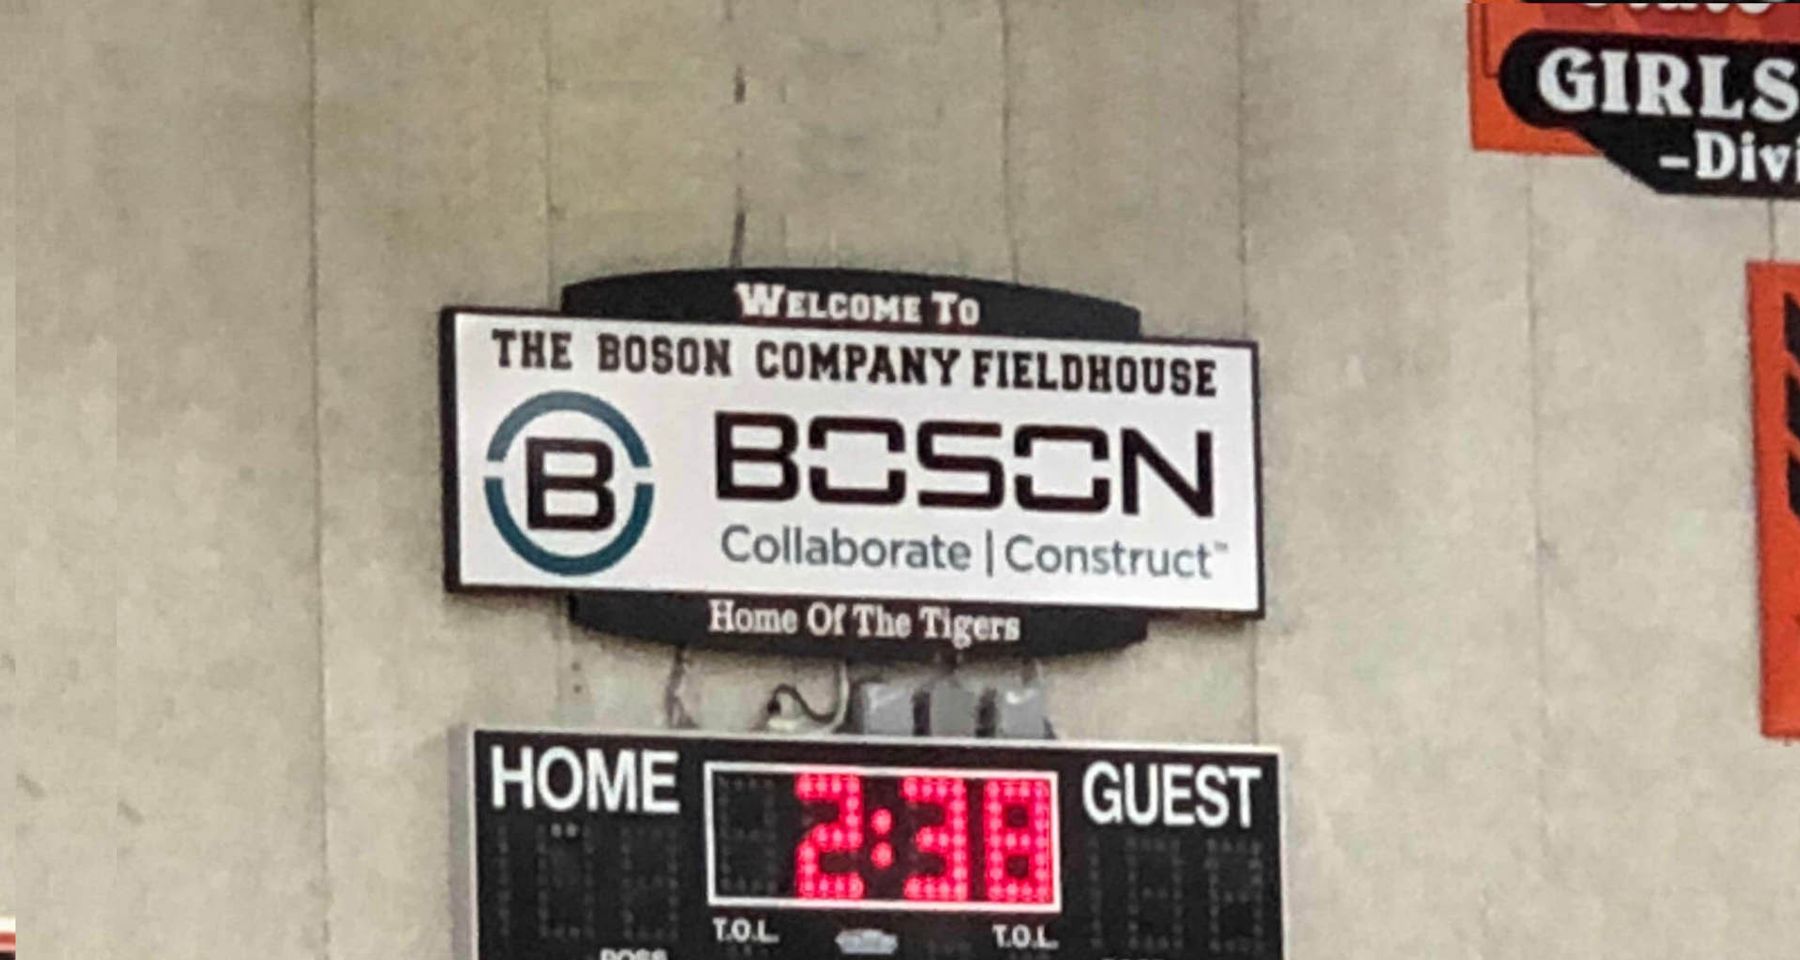 GIRLS
-Divi
WELCOME TO
THE BOSON COMPANY FIELDHOUSE
B
BOSON
Collaborate | Construct™
Home Of The Tigers
HOME
2:38
GUEST
T.O.L.
T.O.L.